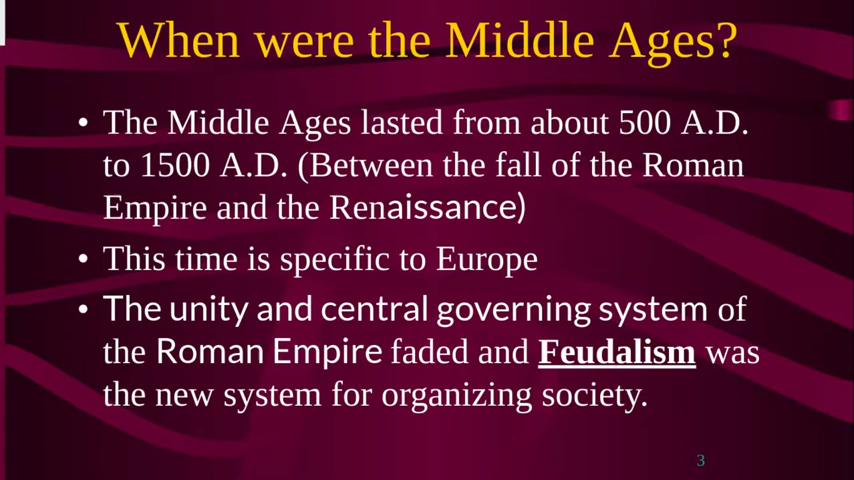 When were the Middle Ages?
• The Middle Ages lasted from about 500 A.D.
to 1500 A.D. (Between the fall of the Roman
Empire and the Renaissance)
• This time is specific to Europe
• The unity and central governing system of
the Roman Empire faded and Feudalism was
the new system for organizing society.
3